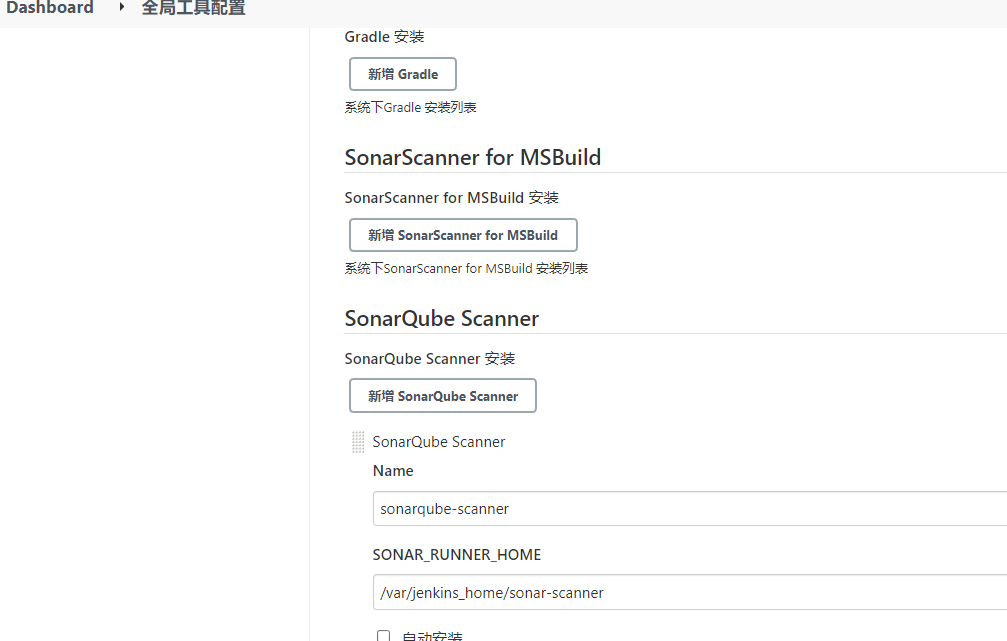 Dashboard
全局工具配置
Gradle 安装
新增 Gradle
系统下Gradle 安装列表
SonarScanner for MSBuild
SonarScanner for MSBuild 安装
新增 SonarScanner for MSBuild
系统下SonarScanner for MSBuild 安装列表
SonarQube Scanner
SonarQube Scanner 安装
新增 SonarQube Scanner
SonarQube Scanner
Name
sonarqube-scanner
SONAR_RUNNER_HOME
/var/jenkins_home/sonar-scanner
自动安装